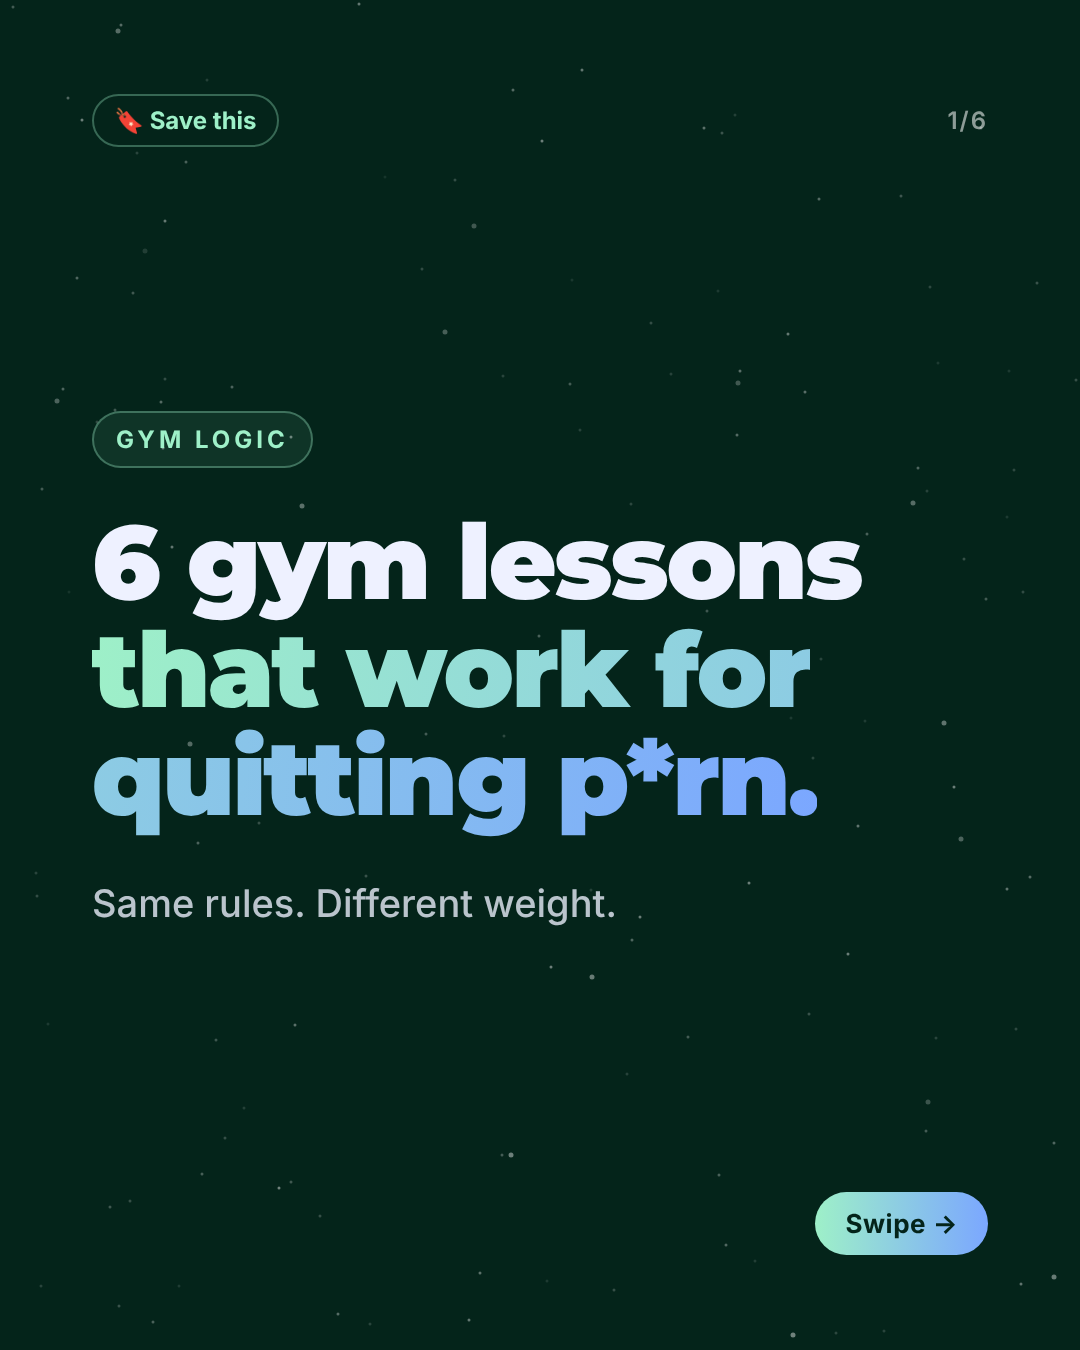 🔖 Save this
1/6
GYM LOGIC
6 gym lessons
that work for
quitting p*rn.
Same rules. Different weight.
Swipe →